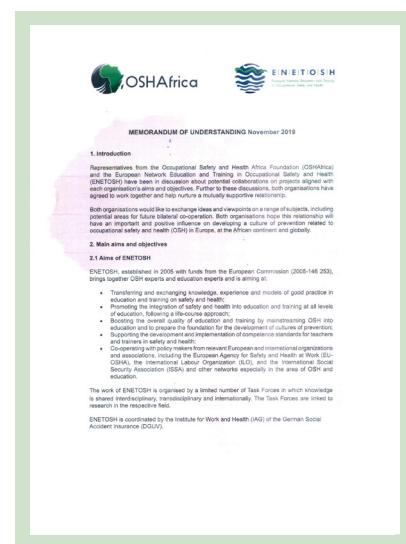 OSHAfrica
E|N|E|T|O|S|H
European Network Education and Training
in Occupational Safety and Health
MEMORANDUM OF UNDERSTANDING November 2019
1. Introduction
Representatives from the Occupational Safety and Health Africa Foundation (OSHAfrica)
and the European Network Education and Training in Occupational Safety and Health
(ENETOSH) have been in discussion about potential collaborations on projects aligned with
each organisation's aims and objectives. Further to these discussions, both organisations have
agreed to work together and help nurture a mutually supportive relationship.
Both organisations would like to exchange ideas and viewpoints on a range of subjects, including
potential areas for future bilateral co-operation. Both organisations hope this relationship will
have an important and positive influence on developing a culture of prevention related to
occupational safety and health (OSH) in Europe, at the African continent and globally.
2. Main aims and objectives
2.1 Aims of ENETOSH
ENETOSH, established in 2005 with funds from the European Commission (2005-146 253),
brings together OSH experts and education experts and is aiming at:
• Transferring and exchanging knowledge, experience and models of good practice in
education and training on safety and health;
• Promoting the integration of safety and health into education and training at all levels
of education, following a life-course approach;
• Boosting the overall quality of education and training by mainstreaming OSH into
education and to prepare the foundation for the development of cultures of prevention;
• Supporting the development and implementation of competence standards for teachers
and trainers in safety and health;
• Co-operating with policy makers from relevant European and international organizations
and associations, including the European Agency for Safety and Health at Work (EU-
OSHA), the International Labour Organization (ILO), and the International Social
Security Association (ISSA) and other networks especially in the area of OSH and
education.
The work of ENETOSH is organised by a limited number of Task Forces in which knowledge
is shared interdisciplinary, transdisciplinary and internationally. The Task Forces are linked to
research in the respective field.
ENETOSH is coordinated by the Institute for Work and Health (IAG) of the German Social
Accident Insurance (DGUV).